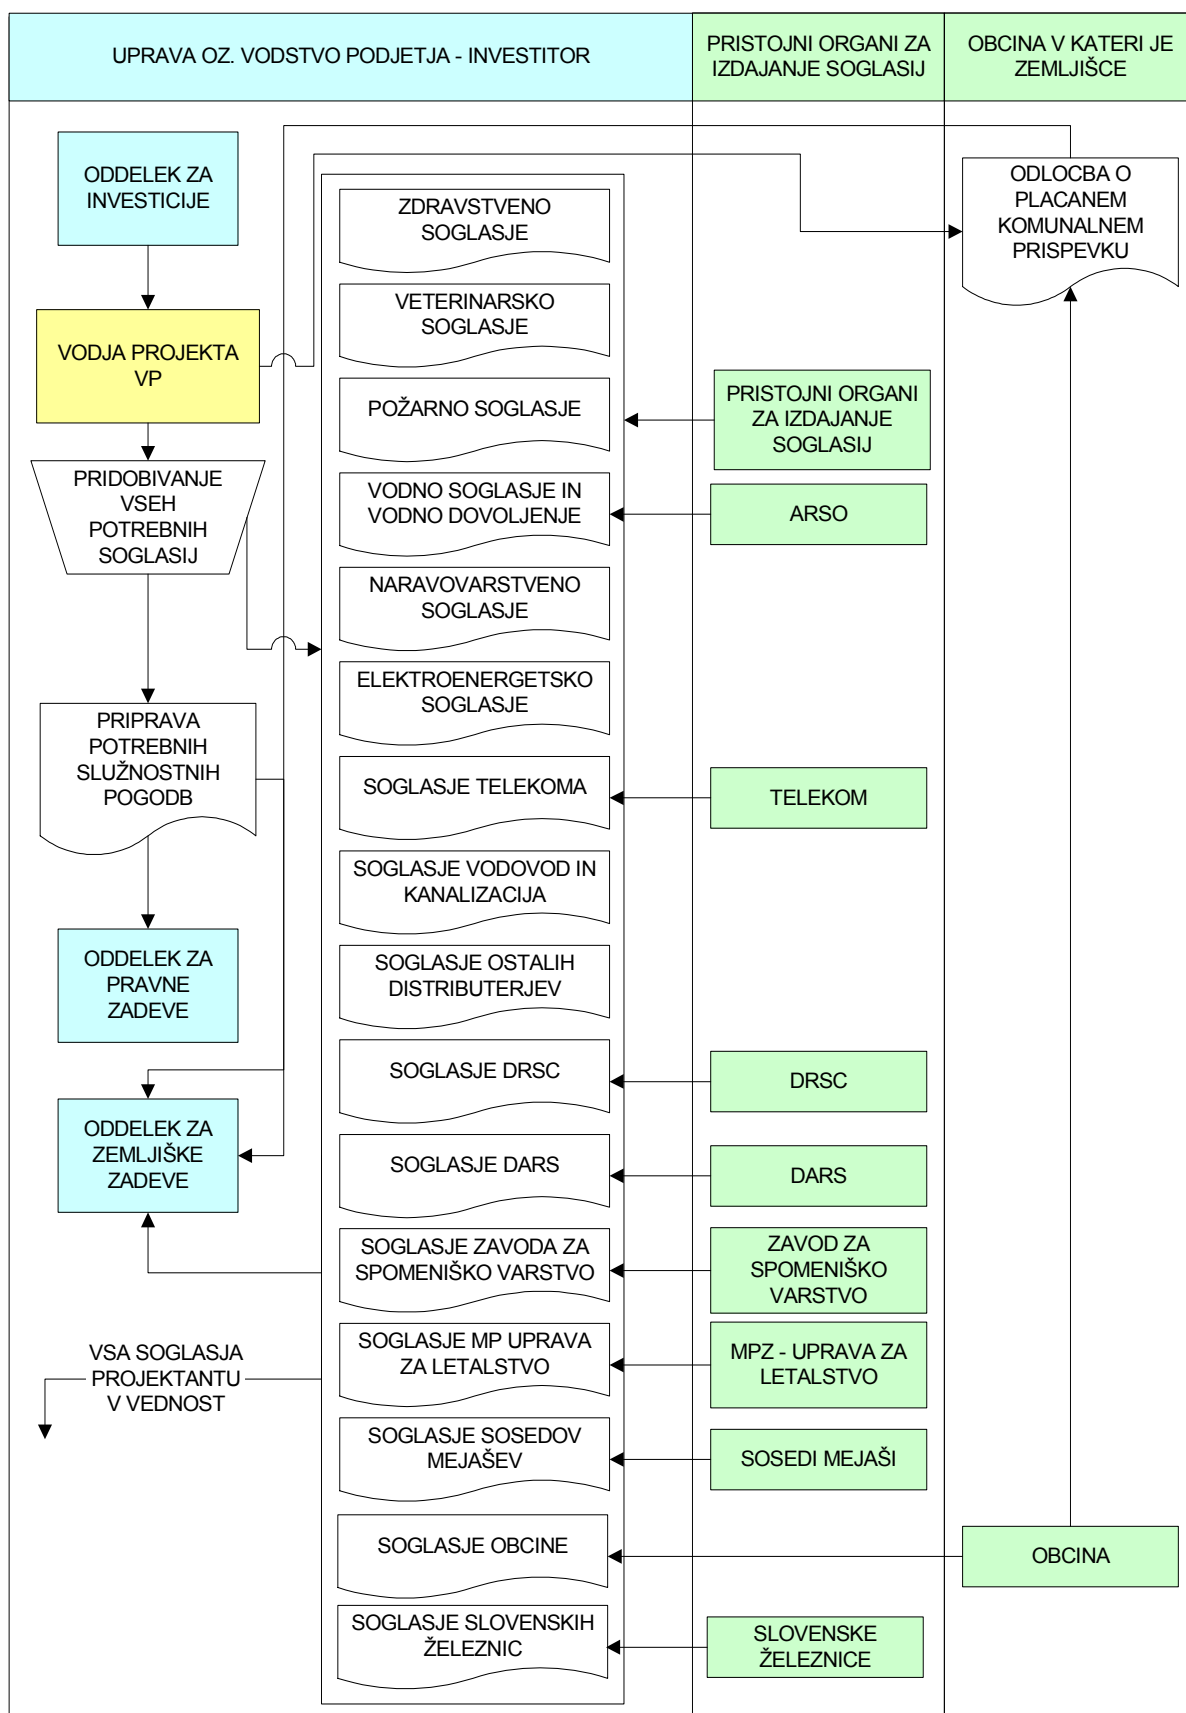 UPRAVA OZ. VODSTVO PODJETJA - INVESTITOR
PRISTOJNI ORGANI ZA
IZDAJANJE SOGLASIJ
OBCINA V KATERI JE
ZEMLJIŠCE
ODDELEK ZA
INVESTICIJE
VODJA PROJEKTA
VP
PRIDOBIVANJE
VSEH
POTREBNIH
SOGLASIJ
PRIPRAVA
POTREBNIH
SLUŽNOSTNIH
POGODB
ODDELEK ZA
PRAVNE
ZADEVE
ODDELEK ZA
ZEMLJIŠKE
ZADEVE
VSA SOGLASJA
PROJEKTANTU
V VEDNOST
ZDRAVSTVENO
SOGLASJE
VETERINARSKO
SOGLASJE
POŽARNO SOGLASJE
VODNO SOGLASJE IN
VODNO DOVOLJENJE
NARAVOVARSTVENO
SOGLASJE
ELEKTROENERGETSKO
SOGLASJE
SOGLASJE TELEKOMA
SOGLASJE VODOVOD IN
KANALIZACIJA
SOGLASJE OSTALIH
DISTRIBUTERJEV
SOGLASJE DRSC
SOGLASJE DARS
SOGLASJE ZAVODA ZA
SPOMENIŠKO VARSTVO
SOGLASJE MP UPRAVA
ZA LETALSTVO
SOGLASJE SOSEDOV
MEJAŠEV
SOGLASJE OBCINE
SOGLASJE SLOVENSKIH
ŽELEZNIC
PRISTOJNI ORGANI
ZA IZDAJANJE
SOGLASIJ
ARSO
TELEKOM
DRSC
DARS
ZAVOD ZA
SPOMENIŠKO
VARSTVO
MPZ - UPRAVA ZA
LETALSTVO
SOSEDI MEJAŠI
SLOVENSKE
ŽELEZNICE
ODLOCBA O
PLACANEM
KOMUNALNEM
PRISPEVKU
OBCINA